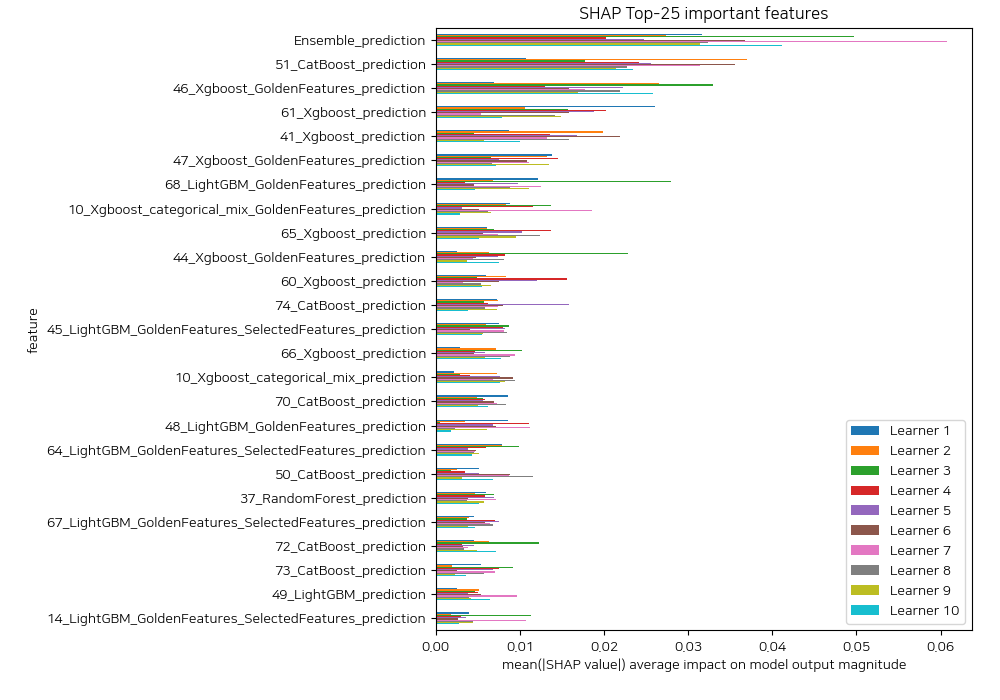 SHAP Top-25 important features
feature
Ensemble_prediction
51_CatBoost_prediction
46_Xgboost_GoldenFeatures_prediction
61_Xgboost_prediction
41_Xgboost_prediction
47_Xgboost_GoldenFeatures_prediction
68_LightGBM_GoldenFeatures_prediction
10_Xgboost_categorical_mix_GoldenFeatures_prediction
65_Xgboost_prediction
44_Xgboost_GoldenFeatures_prediction
60_Xgboost_prediction
74_CatBoost_prediction
45_LightGBM_GoldenFeatures_SelectedFeatures_prediction
66_Xgboost_prediction
10_Xgboost_categorical_mix_prediction
70_CatBoost_prediction
48_LightGBM_GoldenFeatures_prediction
64_LightGBM_GoldenFeatures_SelectedFeatures_prediction
50_CatBoost_prediction
37_RandomForest_prediction
67_LightGBM_GoldenFeatures_SelectedFeatures_prediction
72_CatBoost_prediction
73_CatBoost_prediction
49_LightGBM_prediction
14_LightGBM_GoldenFeatures_SelectedFeatures_prediction
Learner 1
Learner 2
Learner 3
Learner 4
Learner 5
Learner 6
Learner 7
Learner 8
Learner 9
Learner 10
0.00 0.01 0.02 0.03 0.04 0.05 0.06
mean(|SHAP value|) average impact on model output magnitude